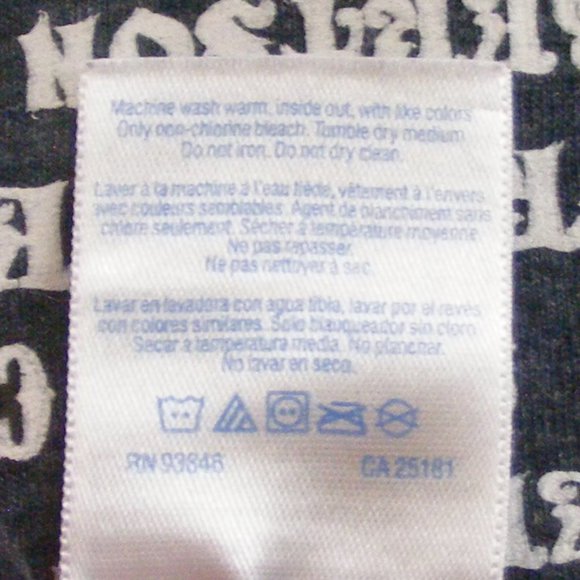 Machine wash warm, inside out, with like colors.
Only non-chlorine bleach. Tumble dry medium.
Do not iron. Do not dry clean.
Laver à la machine à l'eau tiède, vêtement à l'envers
avec couleurs semblables. Agent de blanchiment sans
chlore seulement. Sécher à température moyenne.
Ne pas repasser.
Ne pas nettoyer à sec.
Lavar en lavadora con agua tibia, lavar por el revés
con colores similares. Solo blanqueador sin cloro.
Secar a temperatura media. No planchar.
No lavar en seco.
RN 93846 CA 25181